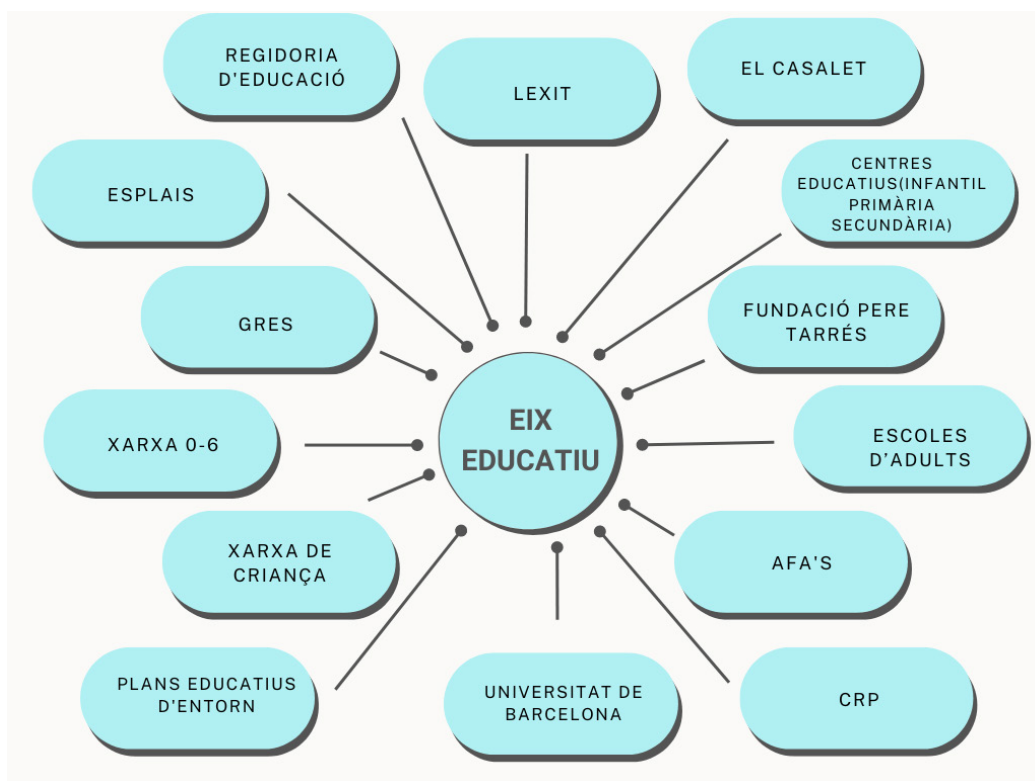 REGIDORIA
D'EDUCACIÓ
LEXIT
EL CASALET
ESPLAIS
CENTRES
EDUCATIUS(INFANTIL
PRIMÀRIA
SECUNDÀRIA)
GRES
FUNDACIÓ PERE
TARRÉS
EIX
EDUCATIU
XARXA 0-6
ESCOLES
D’ADULTS
XARXA DE
CRIANÇA
AFA'S
PLANS EDUCATIUS
D'ENTORN
UNIVERSITAT DE
BARCELONA
CRP